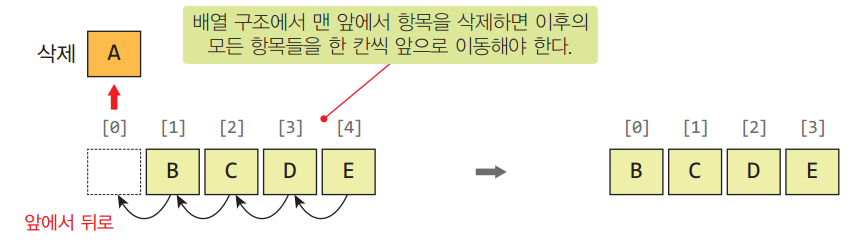 배열 구조에서 맨 앞에서 항목을 삭제하면 이후의
모든 항목들을 한 칸씩 앞으로 이동해야 한다.
삭제 A
[0] [1] [2] [3] [4]
B C D E
앞에서 뒤로
[0] [1] [2] [3]
B C D E